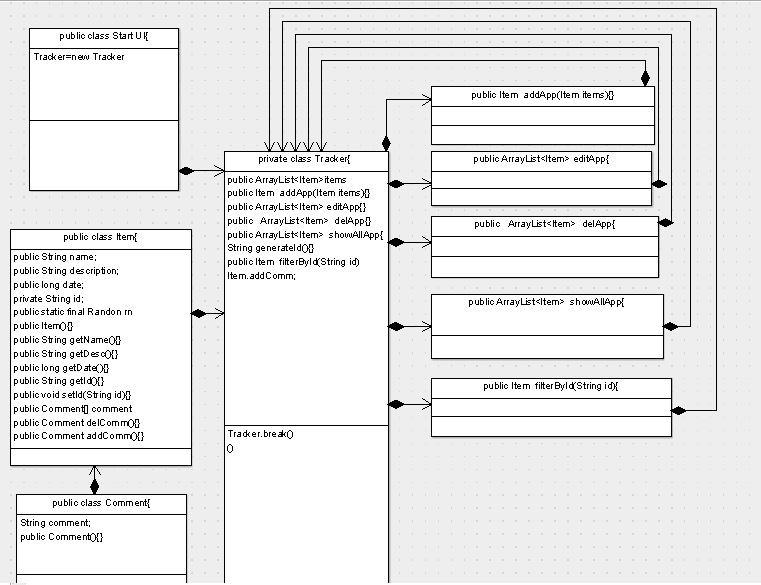 public class Start UI{
Tracker=new Tracker
private class Tracker{
public ArrayList<Item>items
public Item addApp(Item items){}
public ArrayList<Item> editApp{}
public ArrayList<Item> delApp{}
public ArrayList<Item> showAllApp{
String generateId(){}
public Item filterById(String id)
Item.addComm;
Tracker.break()
()
public Item addApp(Item items){}
public ArrayList<Item> editApp{
public ArrayList<Item> delApp{
public ArrayList<Item> showAllApp{
public Item filterById(String id){
public class Item{
public String name;
public String description;
public long date;
private String id;
public static final Randon rn
public Item(){}
public String getName(){}
public String getDesc(){}
public long getDate(){}
public String getId(){}
public void setId(String id){}
public Comment[] comment
public Comment delComm(){}
public Comment addComm(){}
public class Comment{
String comment;
public Comment(){}